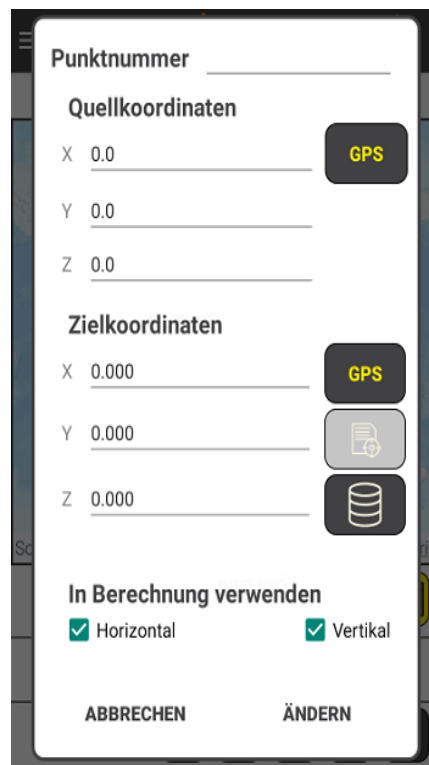 Punktnummer
Quellkoordinaten
X 0.0 GPS
Y 0.0
Z 0.0
Zielkoordinaten
X 0.000 GPS
Y 0.000
Z 0.000
In Berechnung verwenden
Horizontal Vertikal
ABBRECHEN ÄNDERN